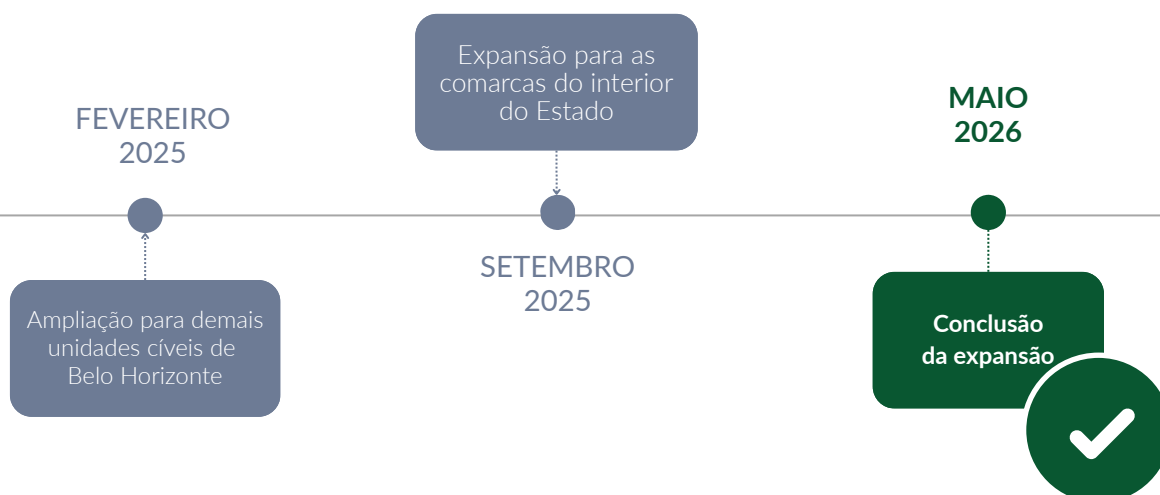 FEVEREIRO
2025
Ampliação para demais
unidades cíveis de
Belo Horizonte
Expansão para as
comarcas do interior
do Estado
SETEMBRO
2025
MAIO
2026
Conclusão
da expansão